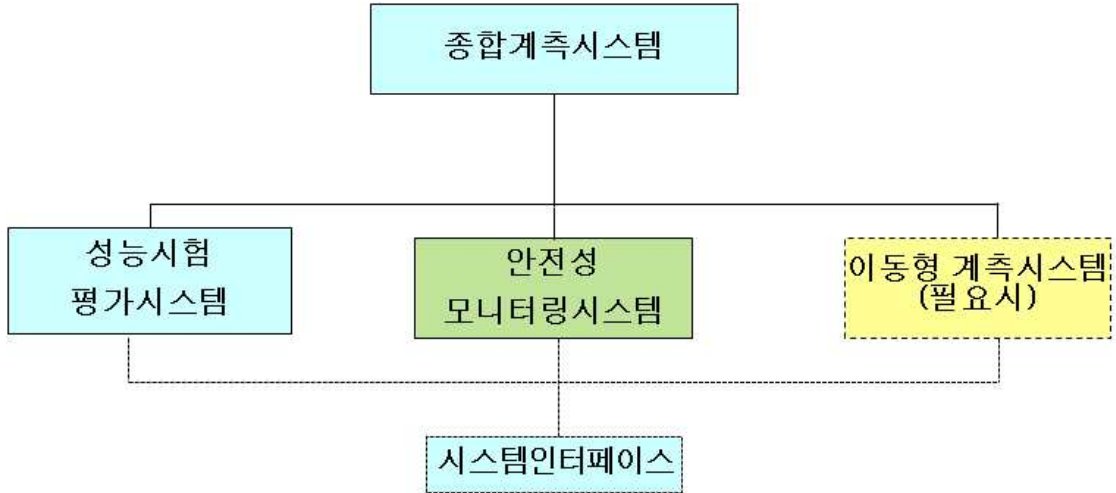 종합계측시스템
성능시험
평가시스템
안전성
모니터링시스템
이동형 계측시스템
(필요시)
시스템인터페이스